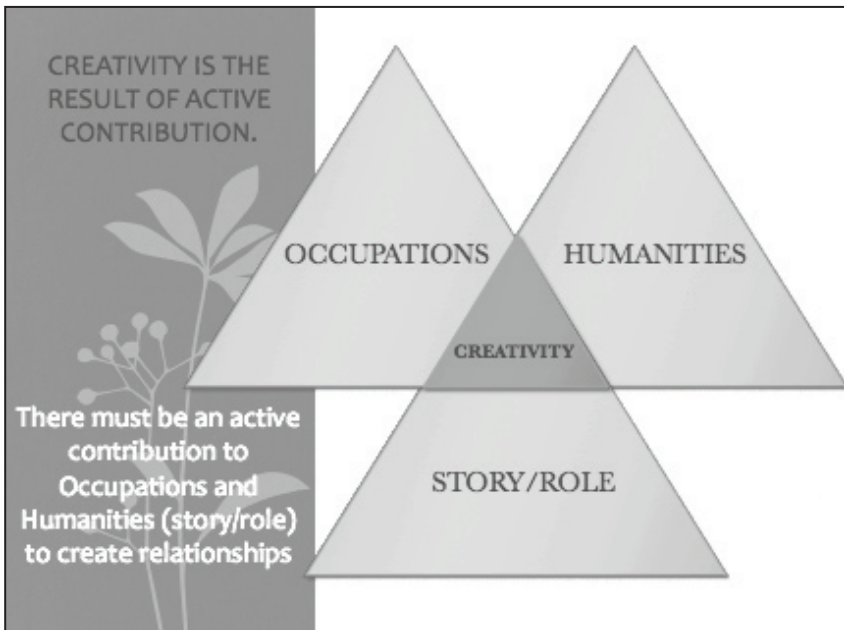 CREATIVITY IS THE
RESULT OF ACTIVE
CONTRIBUTION.
There must be an active
contribution to
Occupations and
Humanities (story/role)
to create relationships
OCCUPATIONS
HUMANITIES
CREATIVITY
STORY/ROLE